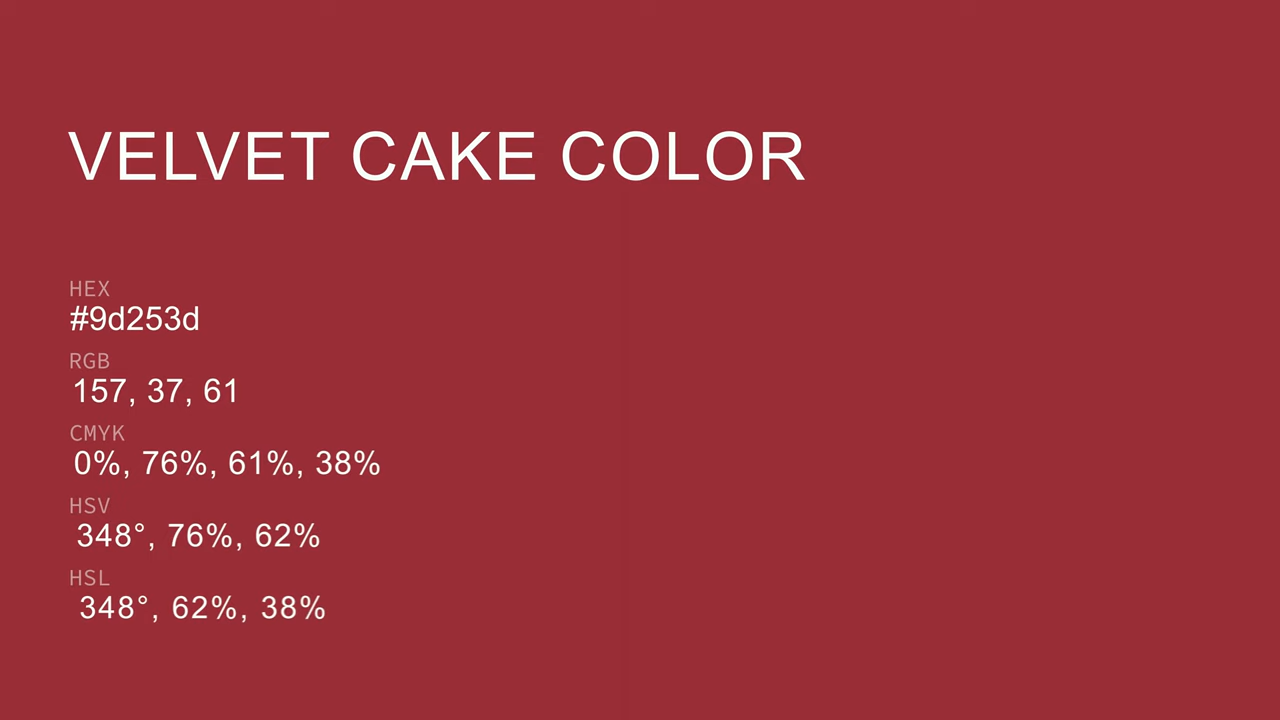 VELVET CAKE COLOR
HEX
#9d253d
RGB
157, 37, 61
CMYK
0%, 76%, 61%, 38%
HSV
348°, 76%, 62%
HSL
348°, 62%, 38%